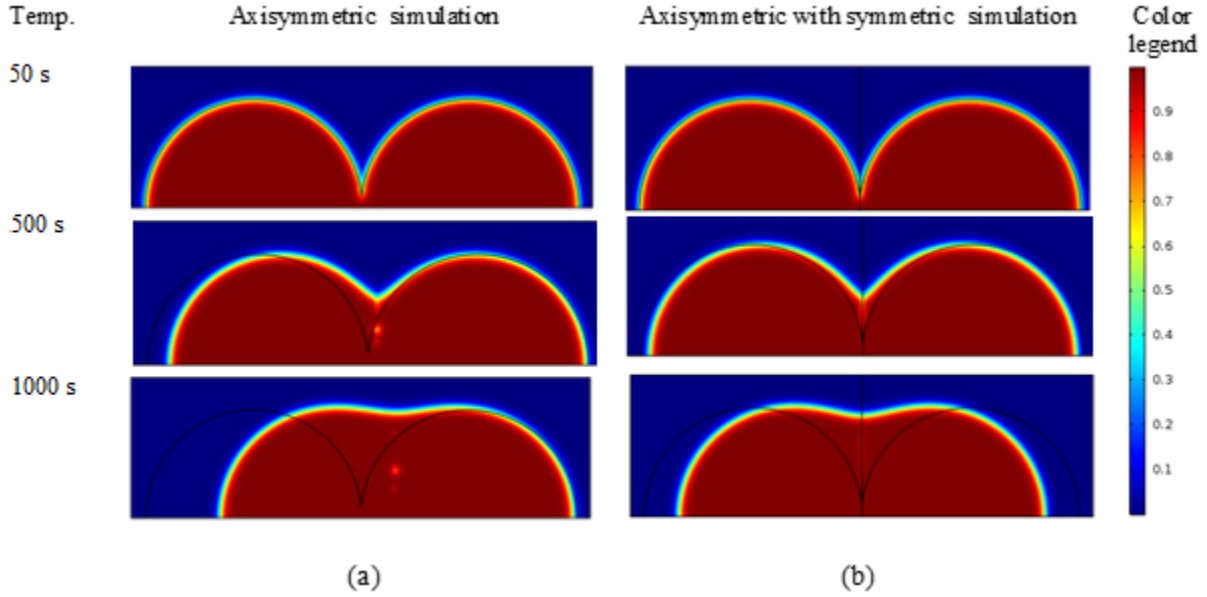 Temp.
Axisymmetric simulation
Axisymmetric with symmetric simulation
Color
legend
50 s
500 s
1000 s
0.9
0.8
0.7
0.6
0.5
0.4
0.3
0.2
0.1
(a)
(b)